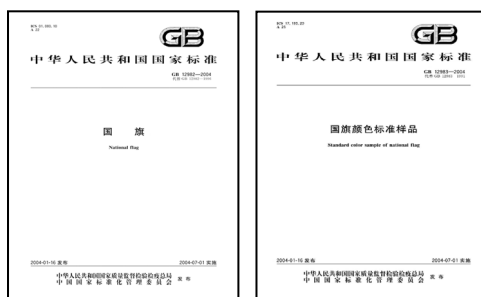 GB
中华人民共和国国家标准
GB 12982—2004
国 旗
National flag
2004-01-16 发布
2004-07-01 实施
中华人民共和国国家质量监督检验检疫总局
中国国家标准化管理委员会
发布
GB
中华人民共和国国家标准
GB 12983—2004
国旗颜色标准样品
Standard color sample of national flag
2004-01-16 发布
2004-07-01 实施
中华人民共和国国家质量监督检验检疫总局
中国国家标准化管理委员会
发布